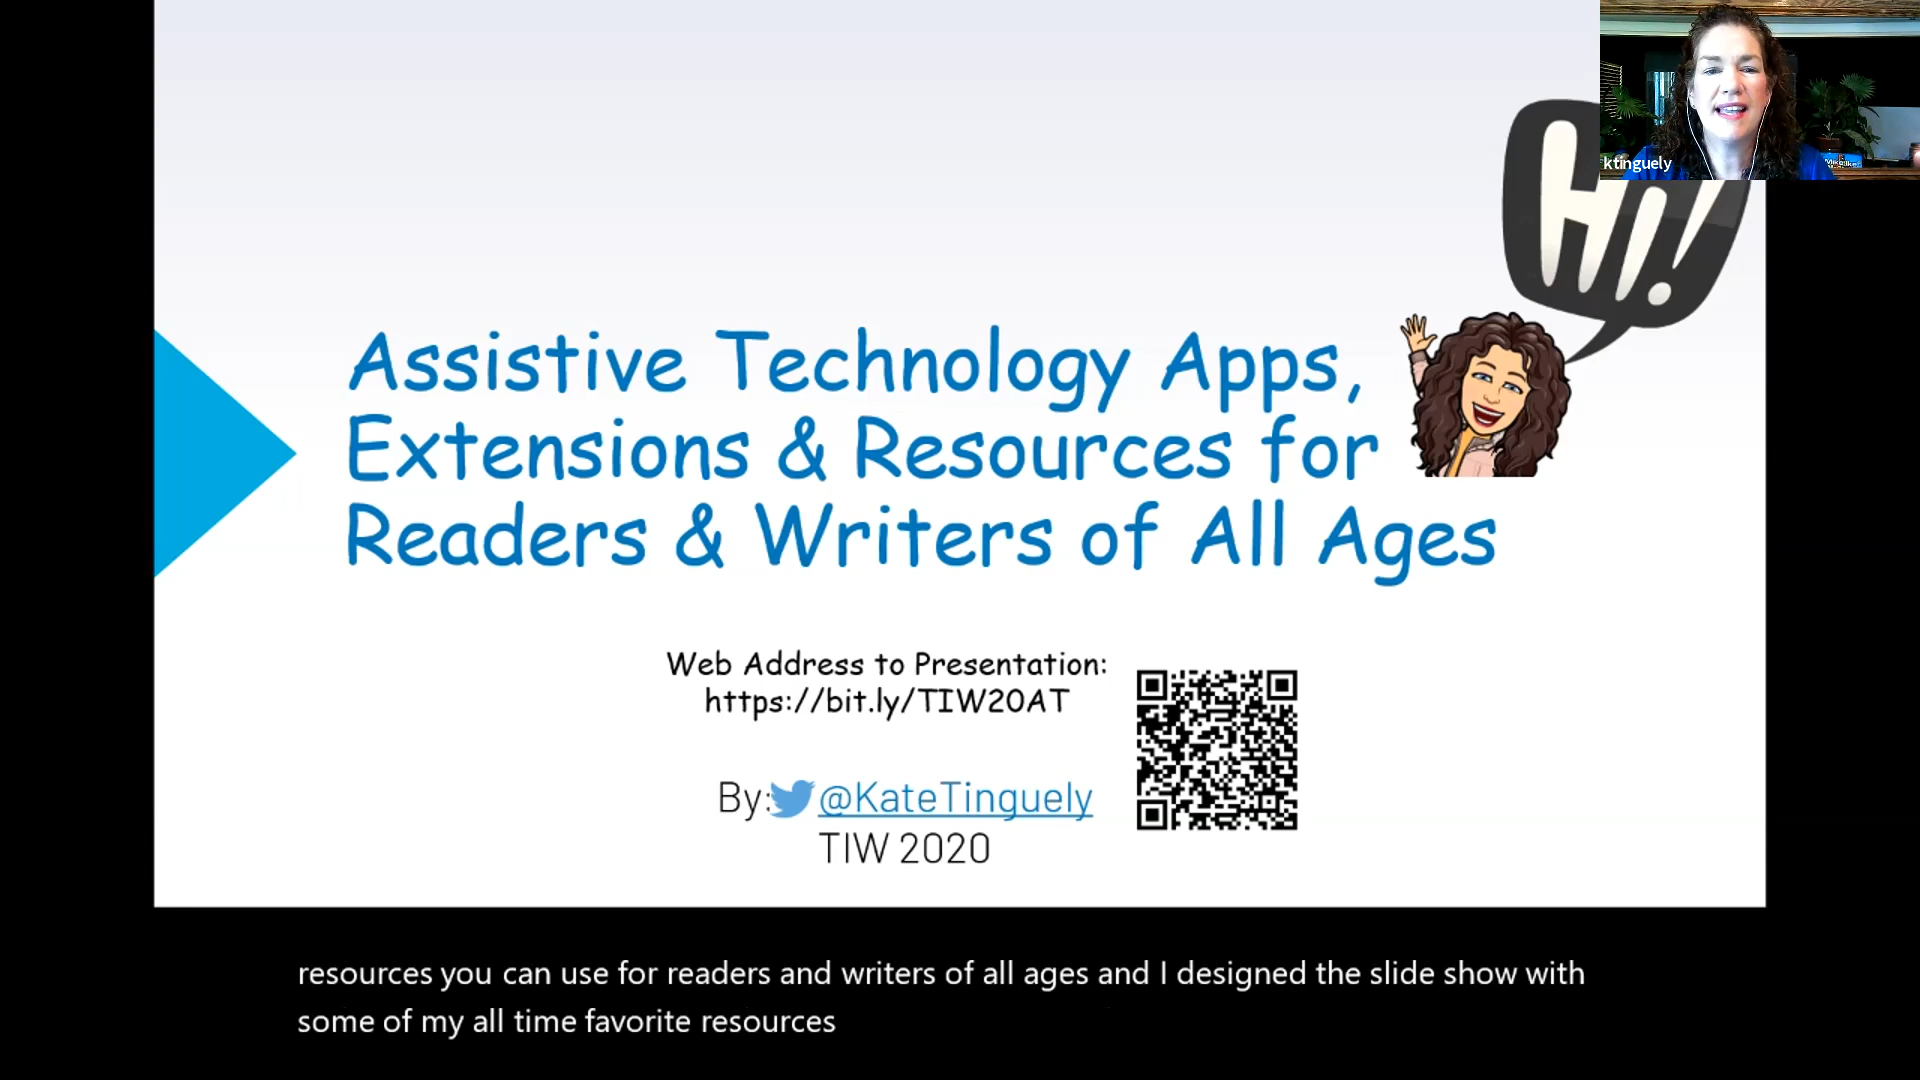 ktinguely
Hi!
Assistive Technology Apps,
Extensions & Resources for
Readers & Writers of All Ages
Web Address to Presentation:
https://bit.ly/TIW20AT
By: @KateTinguely
TIW 2020
resources you can use for readers and writers of all ages and I designed the slide show with
some of my all time favorite resources